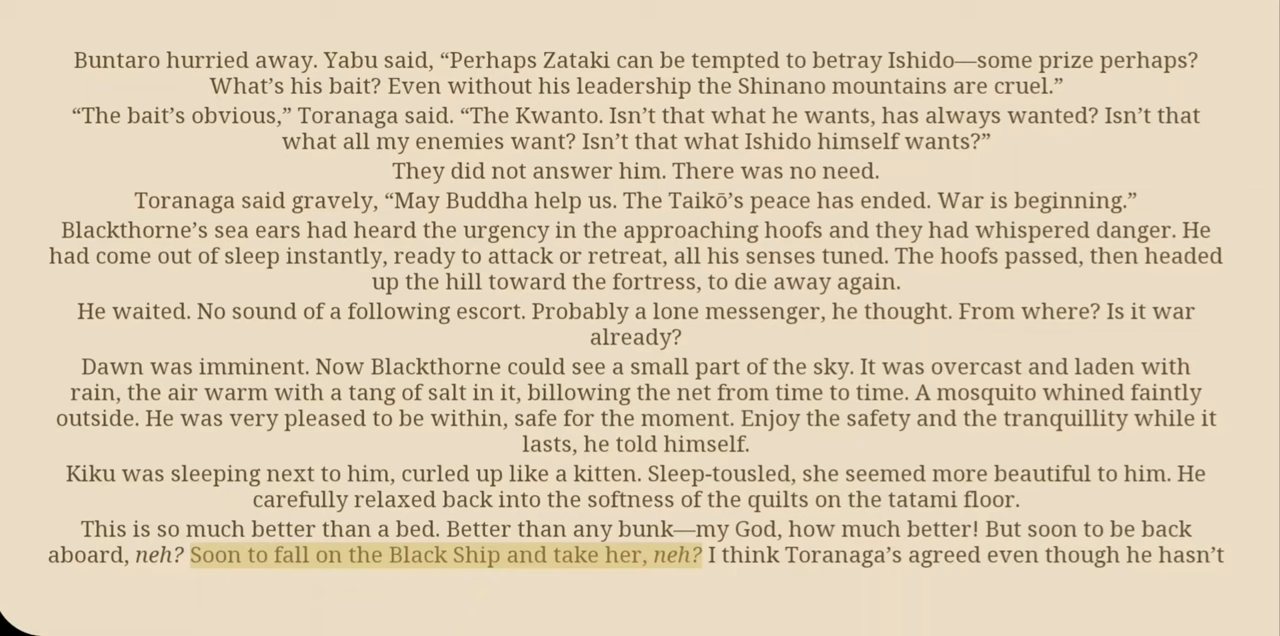 Buntaro hurried away. Yabu said, “Perhaps Zataki can be tempted to betray Ishido—some prize perhaps?
What’s his bait? Even without his leadership the Shinano mountains are cruel.”
“The bait’s obvious,” Toranaga said. “The Kwanto. Isn’t that what he wants, has always wanted? Isn’t that
what all my enemies want? Isn’t that what Ishido himself wants?”
They did not answer him. There was no need.
Toranaga said gravely, “May Buddha help us. The Taikō’s peace has ended. War is beginning.”
Blackthorne’s sea ears had heard the urgency in the approaching hoofs and they had whispered danger. He
had come out of sleep instantly, ready to attack or retreat, all his senses tuned. The hoofs passed, then headed
up the hill toward the fortress, to die away again.
He waited. No sound of a following escort. Probably a lone messenger, he thought. From where? Is it war
already?
Dawn was imminent. Now Blackthorne could see a small part of the sky. It was overcast and laden with
rain, the air warm with a tang of salt in it, billowing the net from time to time. A mosquito whined faintly
outside. He was very pleased to be within, safe for the moment. Enjoy the safety and the tranquillity while it
lasts, he told himself.
Kiku was sleeping next to him, curled up like a kitten. Sleep-tousled, she seemed more beautiful to him. He
carefully relaxed back into the softness of the quilts on the tatami floor.
This is so much better than a bed. Better than any bunk—my God, how much better! But soon to be back
aboard, neh? Soon to fall on the Black Ship and take her, neh? I think Toranaga’s agreed even though he hasn’t